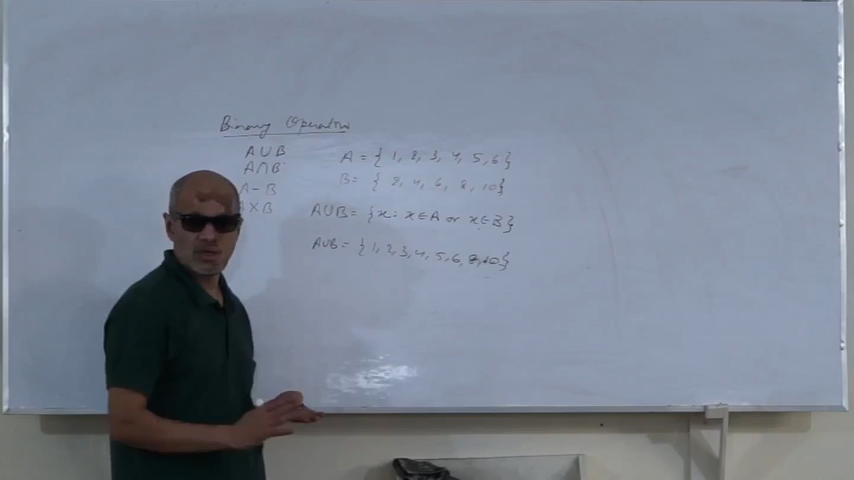 Binary Operators
A∪B
A∩B
A-B
A×B
A = {1, 2, 3, 4, 5, 6}
B = {2, 4, 6, 8, 10}
A∪B = {x: x∈A or x∈B}
A∪B = {1, 2, 3, 4, 5, 6, 8, 10}